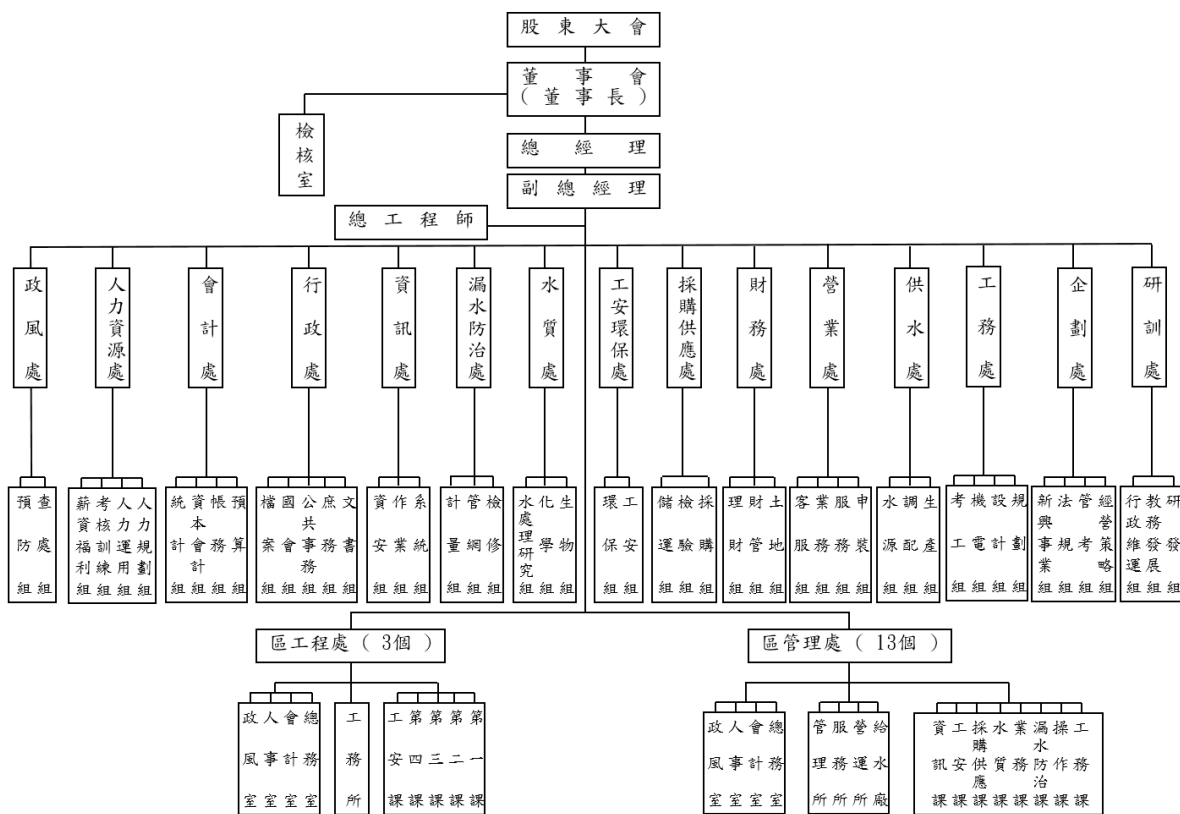 股東大會
董事會
（董事長）
檢核室
總經理
副總經理
總工程師
政風處
人力資源處
會計處
行政處
資訊處
漏水防治處
水質處
工安環保處
採購供應處
財務處
營業處
供水處
工務處
企劃處
研訓處
預防組
查處組
薪資福利組
考核訓練組
人力運用組
人力規劃組
統計組
資本會計組
帳務組
預算組
檔案組
國會組
公共事務組
庶務組
文書組
資安組
作業組
系統組
計量組
管網組
檢修組
水處理研究組
化學組
生物組
環保組
工安組
儲運組
檢驗組
採購組
理財組
財管組
土地組
客服組
業務組
服務組
申裝組
水源組
調配組
生產組
考工組
機電組
設計組
規劃組
新興事業組
法規組
管考組
經營策略組
行政維運組
教務發展組
研發組
區工程處（3個）
區管理處（13個）
政風室
人事室
會計室
總務室
工務所
工安課
第四課
第三課
第二課
第一課
政風室
人事室
會計室
總務室
管理所
服務所
營運所
給水廠
資訊課
工安課
採購供應課
水質課
業務課
漏水防治課
操作課
工務課